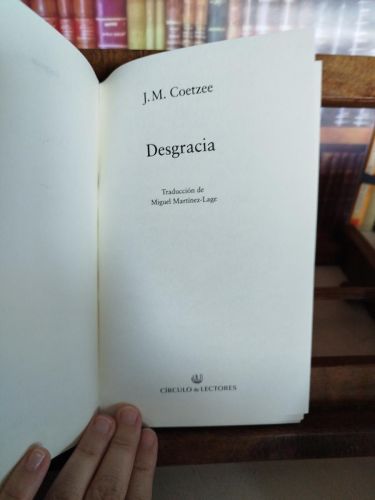 J.M. Coetzee
Desgracia
Traducción de
Miguel Martínez-Lage
CÍRCULO de LECTORES